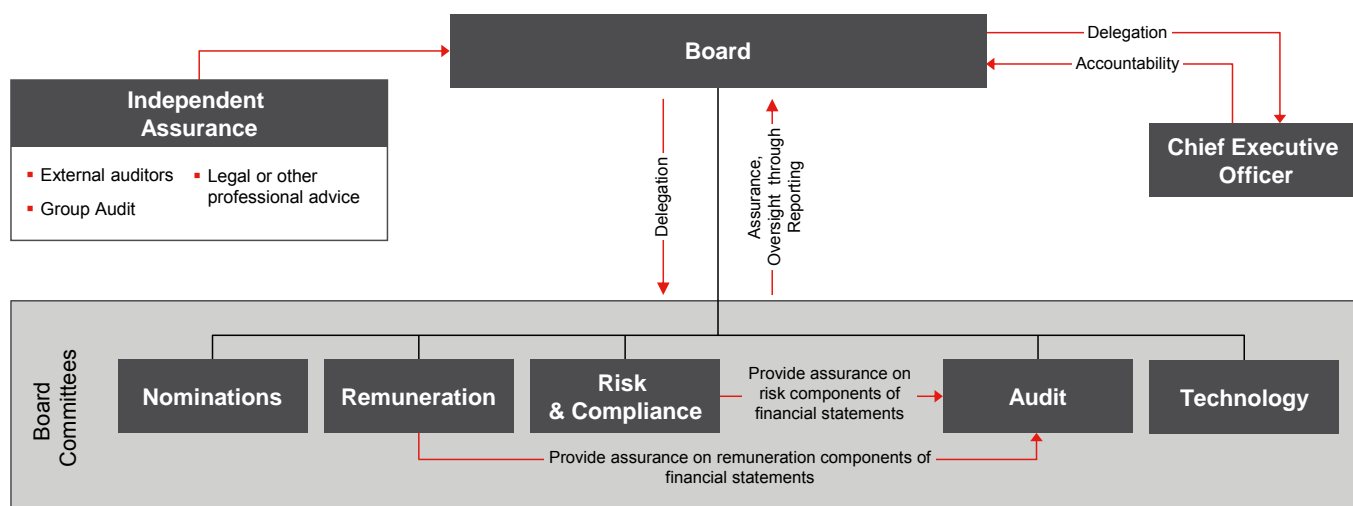 Board
Delegation
Accountability
Independent
Assurance
External auditors
Group Audit
Legal or other
professional advice
Chief Executive
Officer
Delegation
Assurance,
Oversight through
Reporting
Board
Committees
Nominations
Remuneration
Risk
& Compliance
Provide assurance on
risk components of
financial statements
Audit
Technology
Provide assurance on remuneration components of
financial statements